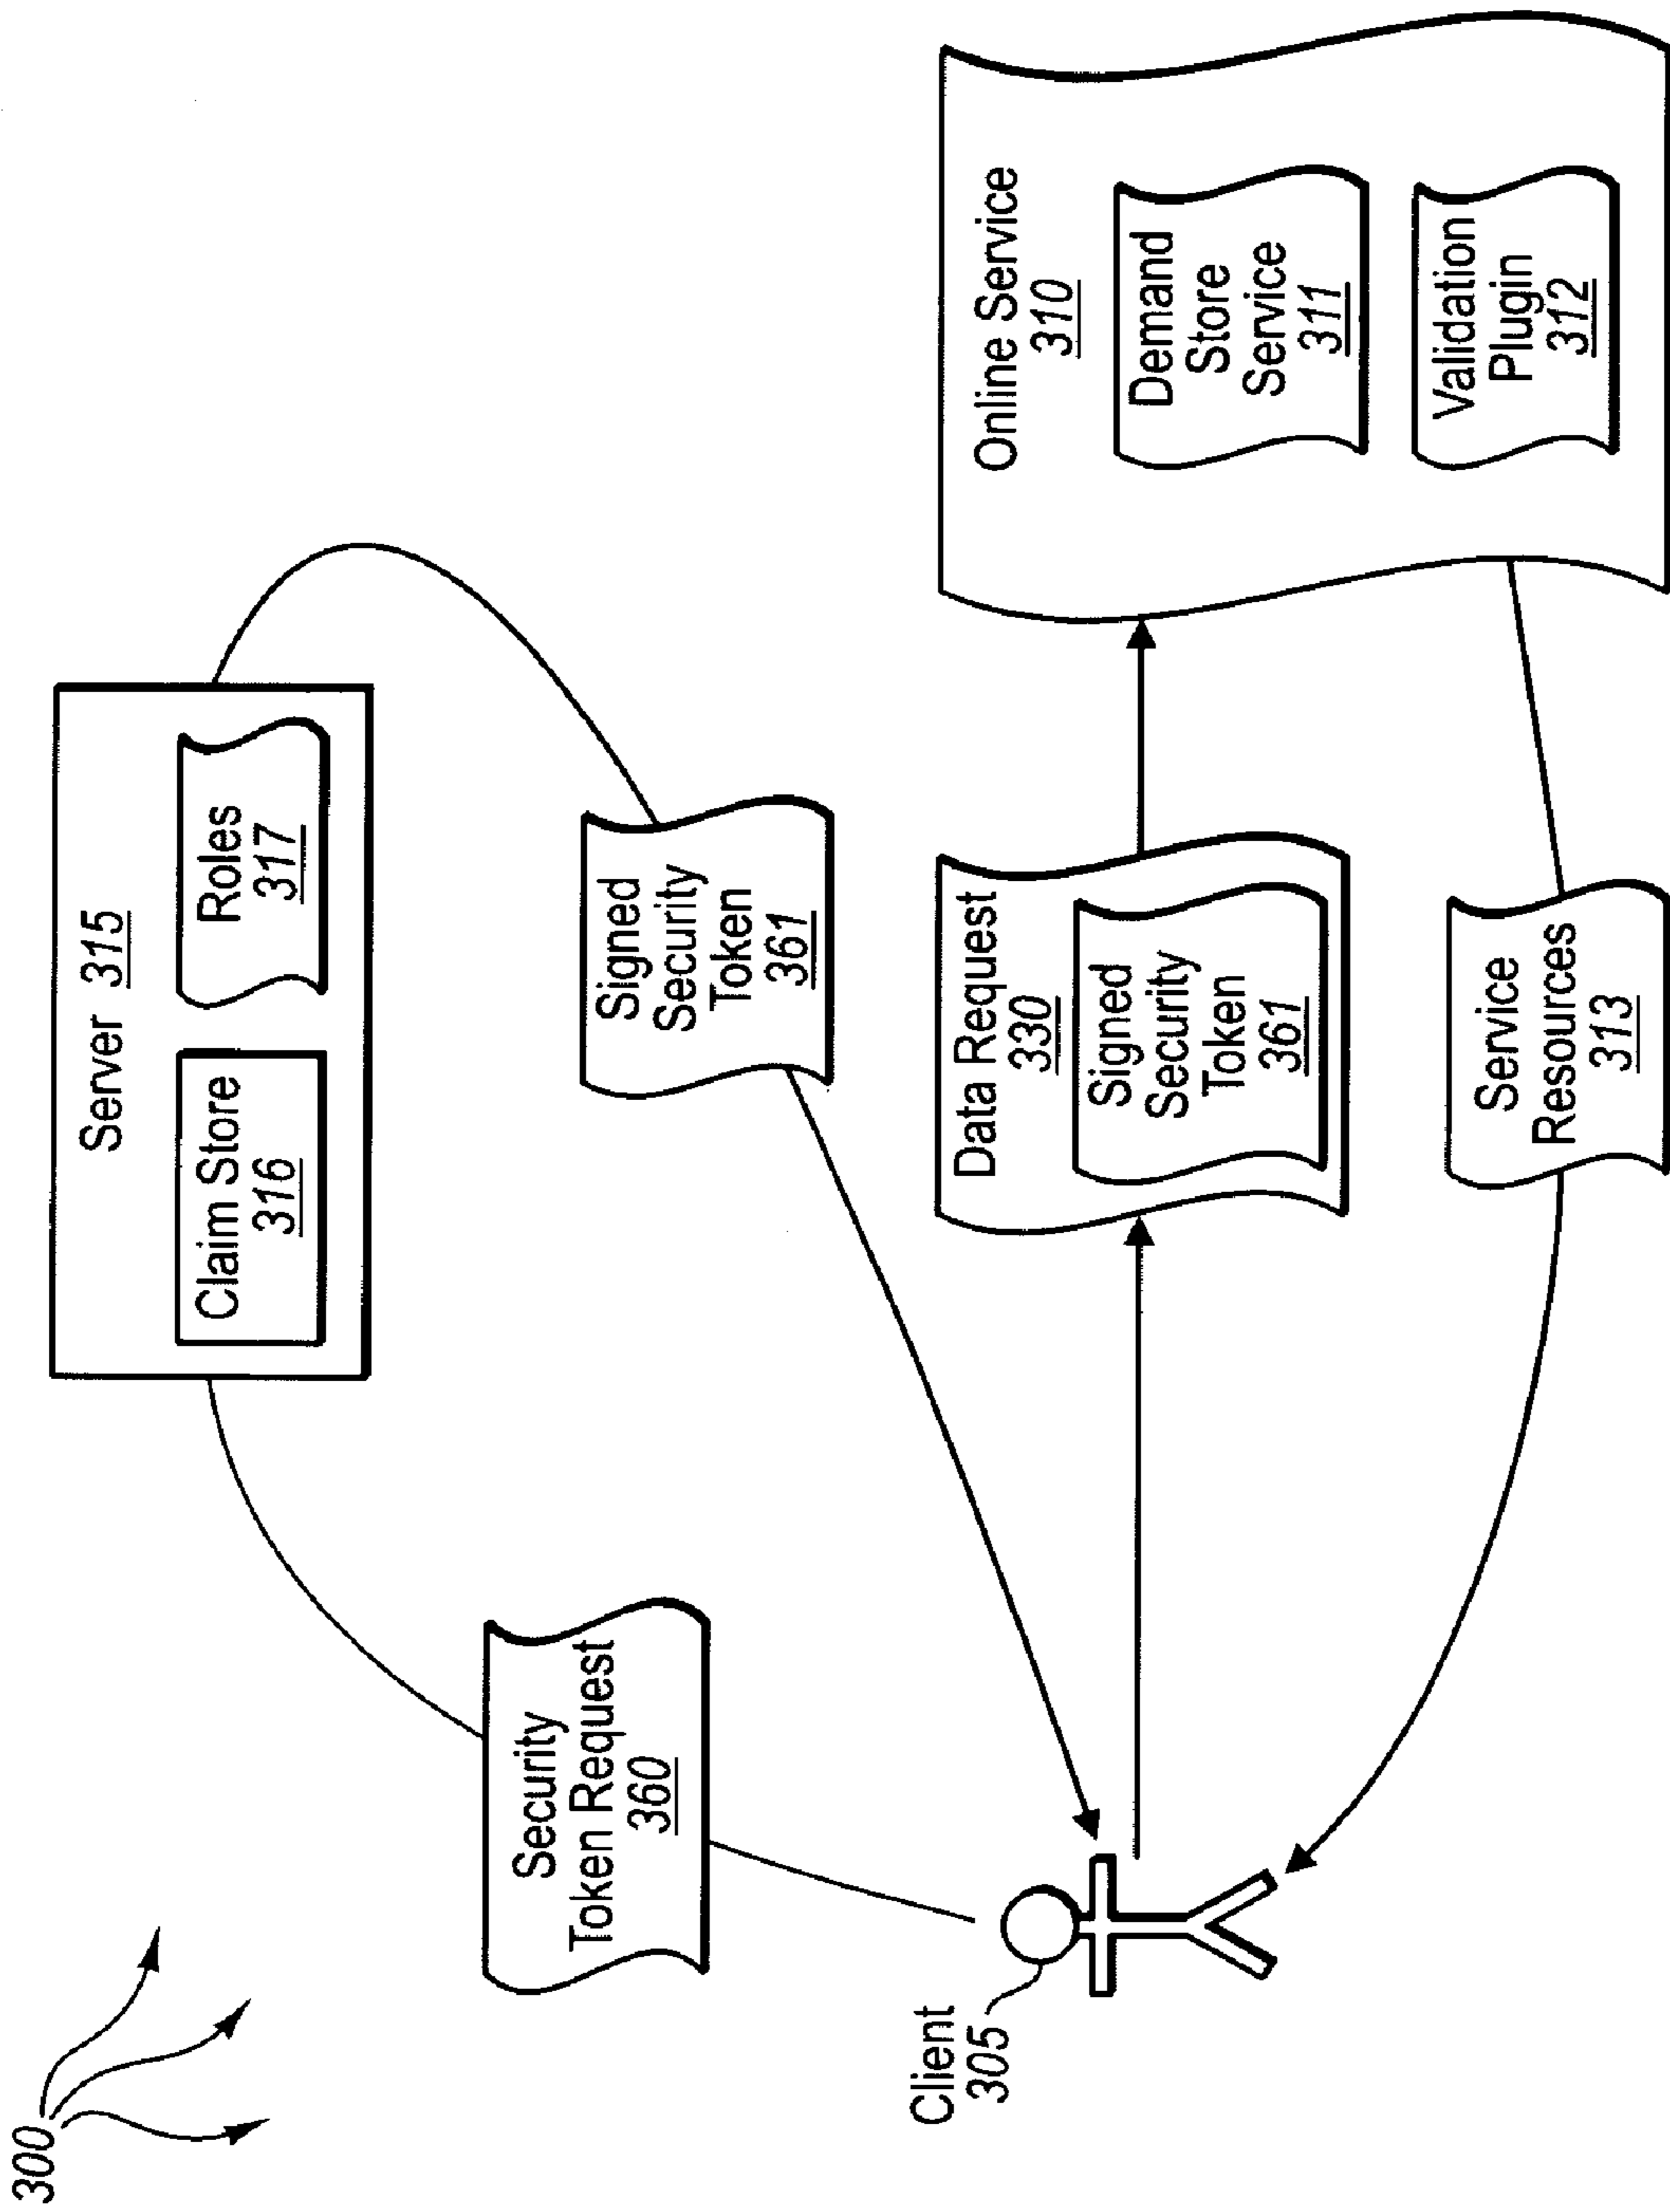 300
Server 315
Claim Store
316
Roles
317
Security
Token Request
360
Signed
Security
Token
361
Client
305
Data Request
330
Signed
Security
Token
361
Online Service
310
Demand
Store
Service
311
Validation
Plugin
312
Service
Resources
313